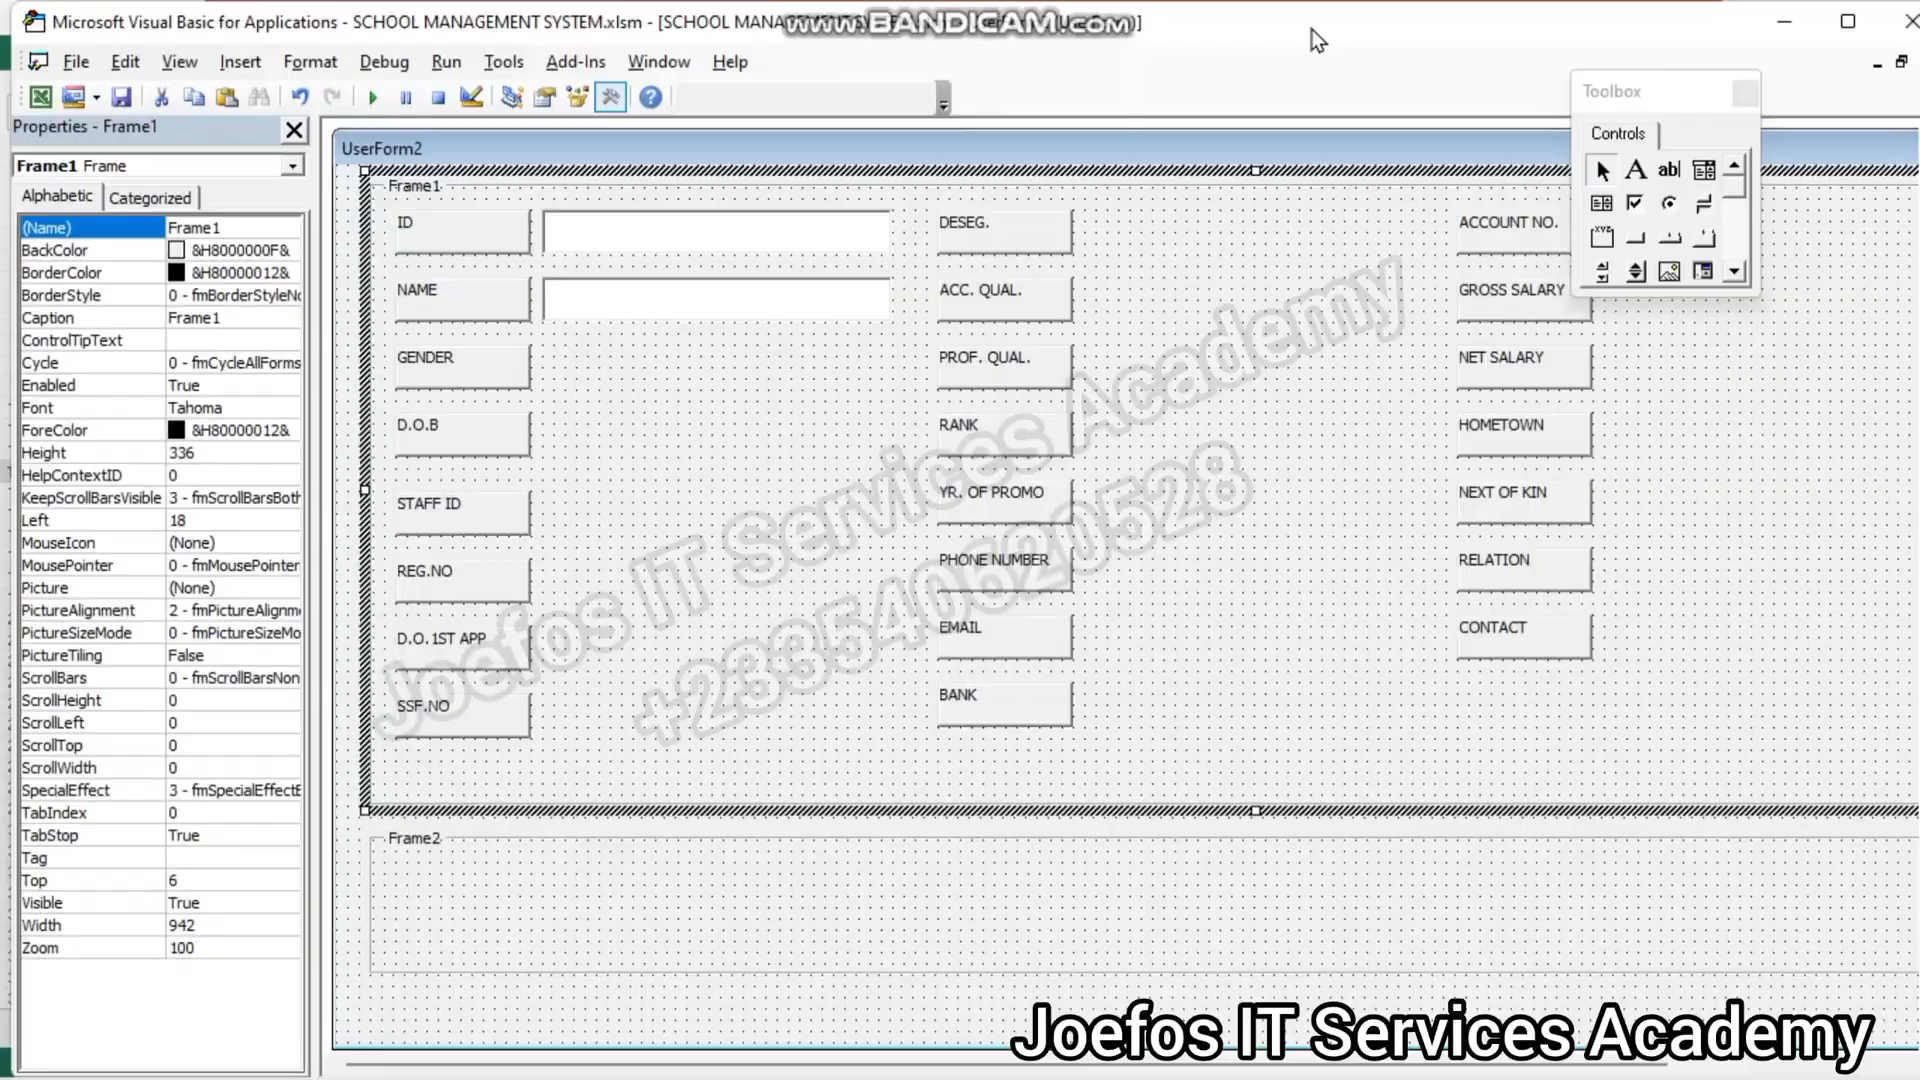 Microsoft Visual Basic for Applications - SCHOOL MANAGEMENT SYSTEM.xlsm - [SCHOOL MANA
www.BANDICAM.com
File Edit View Insert Format Debug Run Tools Add-Ins Window Help
Properties - Frame1
Frame1 Frame
Alphabetic Categorized
(Name) Frame1
BackColor &H8000000F&
BorderColor &H80000012&
BorderStyle 0 - fmBorderStyleNo
Caption Frame1
ControlTipText
Cycle 0 - fmCycleAllForms
Enabled True
Font Tahoma
ForeColor &H80000012&
Height 336
HelpContextID 0
KeepScrollBarsVisible 3 - fmScrollBarsBoth
Left 18
MouseIcon (None)
MousePointer 0 - fmMousePointer
Picture (None)
PictureAlignment 2 - fmPictureAlignm
PictureSizeMode 0 - fmPictureSizeMo
PictureTiling False
ScrollBars 0 - fmScrollBarsNon
ScrollHeight 0
ScrollLeft 0
ScrollTop 0
ScrollWidth 0
SpecialEffect 3 - fmSpecialEffectE
TabIndex 0
TabStop True
Tag
Top 6
Visible True
Width 942
Zoom 100
UserForm2
Frame1
ID DESEG. ACCOUNT NO.
NAME ACC. QUAL. GROSS SALARY
GENDER PROF. QUAL. NET SALARY
D.O.B RANK HOMETOWN
STAFF ID YR. OF PROMO NEXT OF KIN
REG.NO PHONE NUMBER RELATION
D.O.1ST APP EMAIL CONTACT
SSF.NO BANK
Frame2
Toolbox
Controls
A ab|
xyz
Joefos IT Services Academy
+233540620528
Joefos IT Services Academy